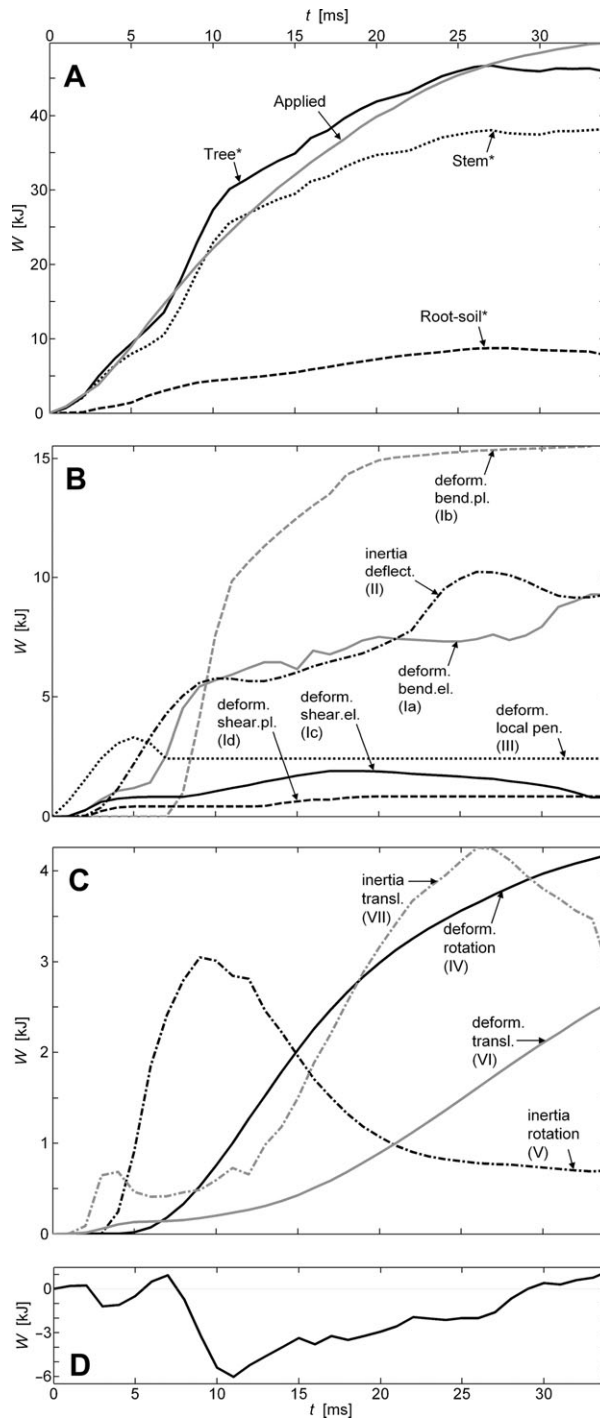 t [ms]
0 5 10 15 20 25 30
A
Applied
Tree*
Stem*
Root-soil*
W [kJ]
40
30
20
10
0
B
15
10
5
0
W [kJ]
deform.
bend.pl.
(Ib)
inertia
deflect.
(II)
deform.
bend.el.
(Ia)
deform.
shear.pl.
(Id)
deform.
shear.el.
(Ic)
deform.
local pen.
(III)
C
4
3
2
1
0
W [kJ]
inertia
transl.
(VII)
deform.
rotation
(IV)
deform.
transl.
(VI)
inertia
rotation
(V)
D
0
-3
-6
W [kJ]
0 5 10 15 20 25 30
t [ms]